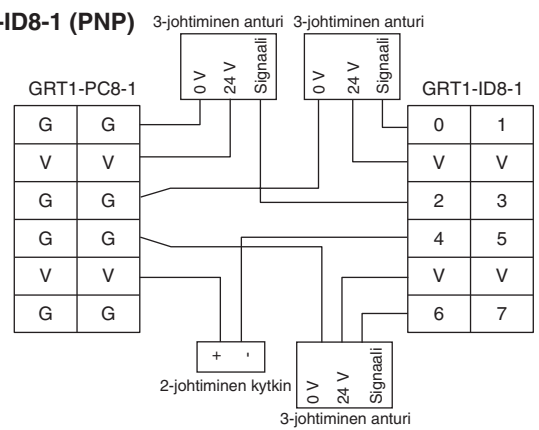 -ID8-1 (PNP)
3-johtiminen anturi 3-johtiminen anturi
0 V 24 V Signaali
0 V 24 V Signaali
GRT1-PC8-1
GRT1-ID8-1
G G
V V
G G
G G
V V
G G
0 1
V V
2 3
4 5
V V
6 7
+ -
2-johtiminen kytkin
0 V 24 V Signaali
3-johtiminen anturi